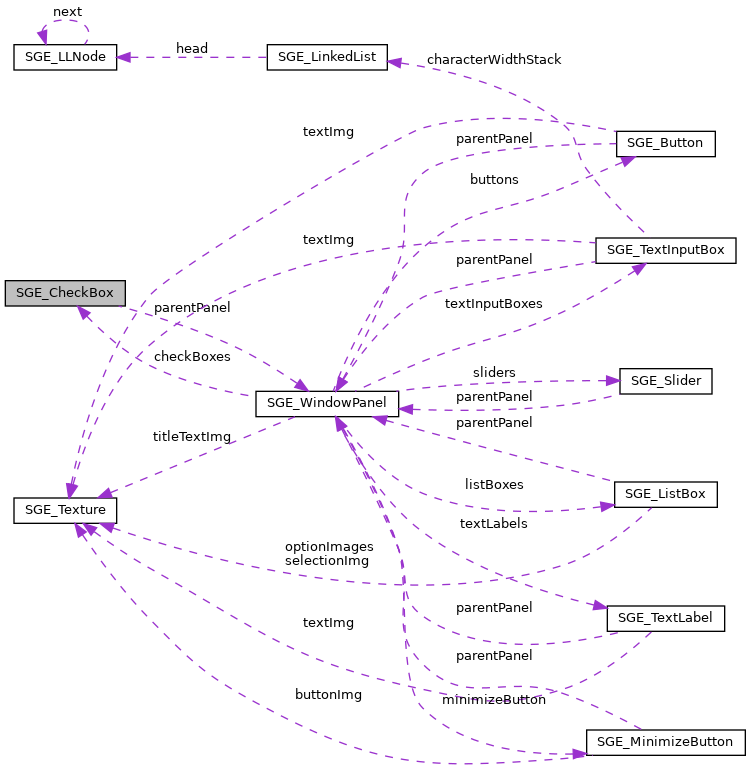 next
SGE_LLNode
head
SGE_LinkedList
characterWidthStack
textImg
parentPanel
SGE_Button
buttons
textImg
SGE_TextInputBox
parentPanel
SGE_CheckBox
parentPanel
textInputBoxes
checkBoxes
sliders
SGE_Slider
parentPanel
SGE_WindowPanel
parentPanel
titleTextImg
listBoxes
SGE_ListBox
SGE_Texture
textLabels
optionImages
selectionImg
parentPanel
SGE_TextLabel
textImg
parentPanel
buttonImg
minimizeButton
SGE_MinimizeButton